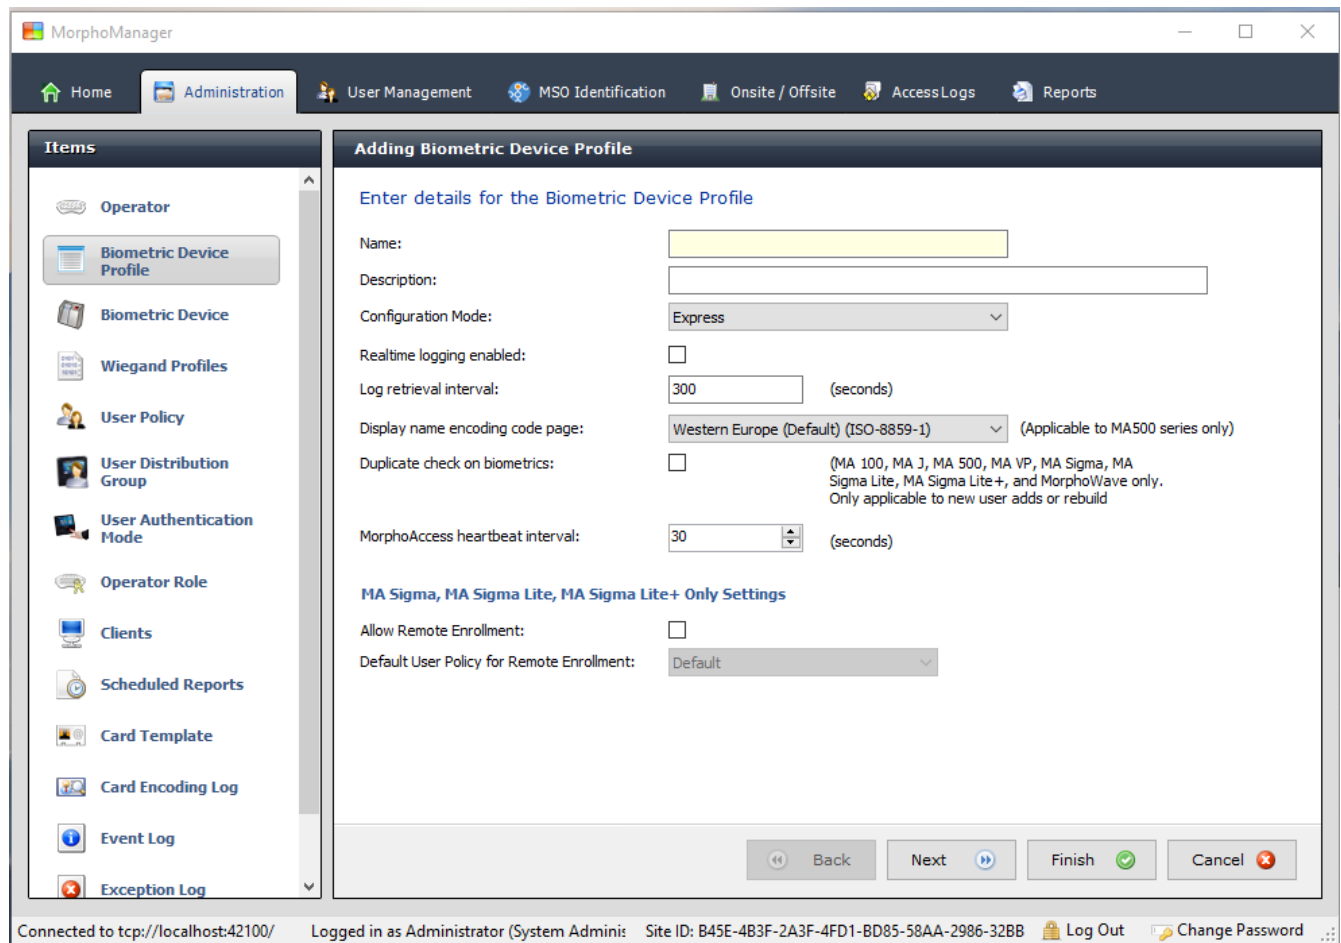 MorphoManager
Home
Administration
User Management
MSO Identification
Onsite / Offsite
Access Logs
Reports
Items
Operator
Biometric Device
Profile
Biometric Device
Wiegand Profiles
User Policy
User Distribution
Group
User Authentication
Mode
Operator Role
Clients
Scheduled Reports
Card Template
Card Encoding Log
Event Log
Exception Log
Adding Biometric Device Profile
Enter details for the Biometric Device Profile
Name:
Description:
Configuration Mode:
Express
Realtime logging enabled:
Log retrieval interval:
300
(seconds)
Display name encoding code page:
Western Europe (Default) (ISO-8859-1)
(Applicable to MA500 series only)
Duplicate check on biometrics:
(MA 100, MA J, MA 500, MA VP, MA Sigma, MA
Sigma Lite, MA Sigma Lite+, and MorphoWave only.
Only applicable to new user adds or rebuild
MorphoAccess heartbeat interval:
30
(seconds)
MA Sigma, MA Sigma Lite, MA Sigma Lite+ Only Settings
Allow Remote Enrollment:
Default User Policy for Remote Enrollment:
Default
Back
Next
Finish
Cancel
Connected to tcp://localhost:42100/
Logged in as Administrator (System Adminis
Site ID: B45E-4B3F-2A3F-4FD1-BD85-58AA-2986-32BB
Log Out
Change Password